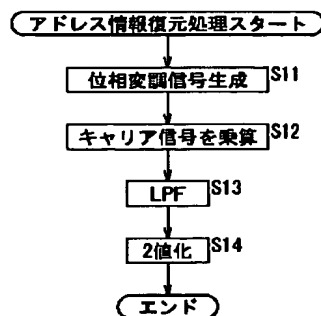 アドレス情報復元処理スタート
位相変調信号生成 S11
キャリア信号を乗算 S12
LPF S13
2値化 S14
エンド